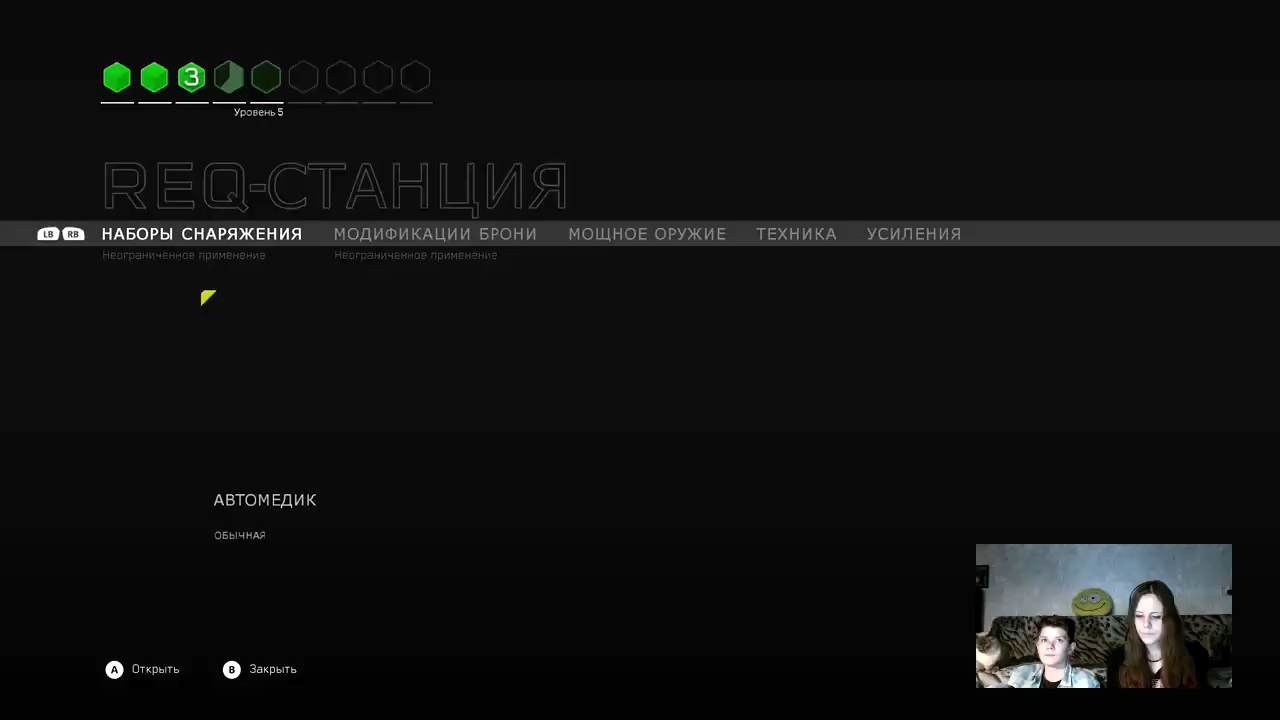 3
Уровень 5
REQ-СТАНЦИЯ
LB RB НАБОРЫ СНАРЯЖЕНИЯ МОДИФИКАЦИИ БРОНИ МОЩНОЕ ОРУЖИЕ ТЕХНИКА УСИЛЕНИЯ
Неограниченное применение Неограниченное применение
АВТОМЕДИК
ОБЫЧНАЯ
A Открыть B Закрыть